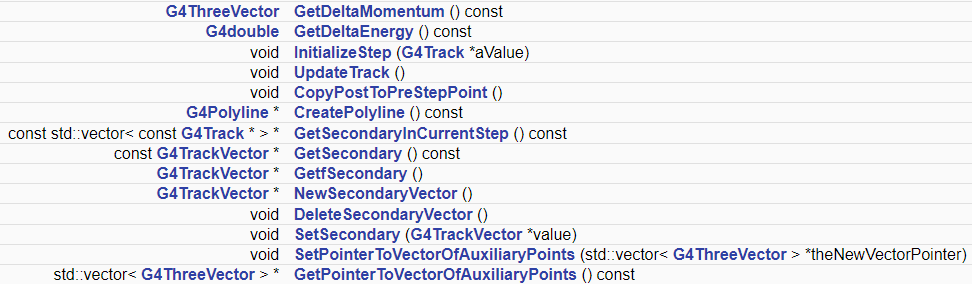 G4ThreeVector GetDeltaMomentum () const
G4double GetDeltaEnergy () const
void InitializeStep (G4Track *aValue)
void UpdateTrack ()
void CopyPostToPreStepPoint ()
G4Polyline * CreatePolyline () const
const std::vector< const G4Track * > * GetSecondaryInCurrentStep () const
const G4TrackVector * GetSecondary () const
G4TrackVector * GetfSecondary ()
G4TrackVector * NewSecondaryVector ()
void DeleteSecondaryVector ()
void SetSecondary (G4TrackVector *value)
void SetPointerToVectorOfAuxiliaryPoints (std::vector< G4ThreeVector > *theNewVectorPointer)
std::vector< G4ThreeVector > * GetPointerToVectorOfAuxiliaryPoints () const